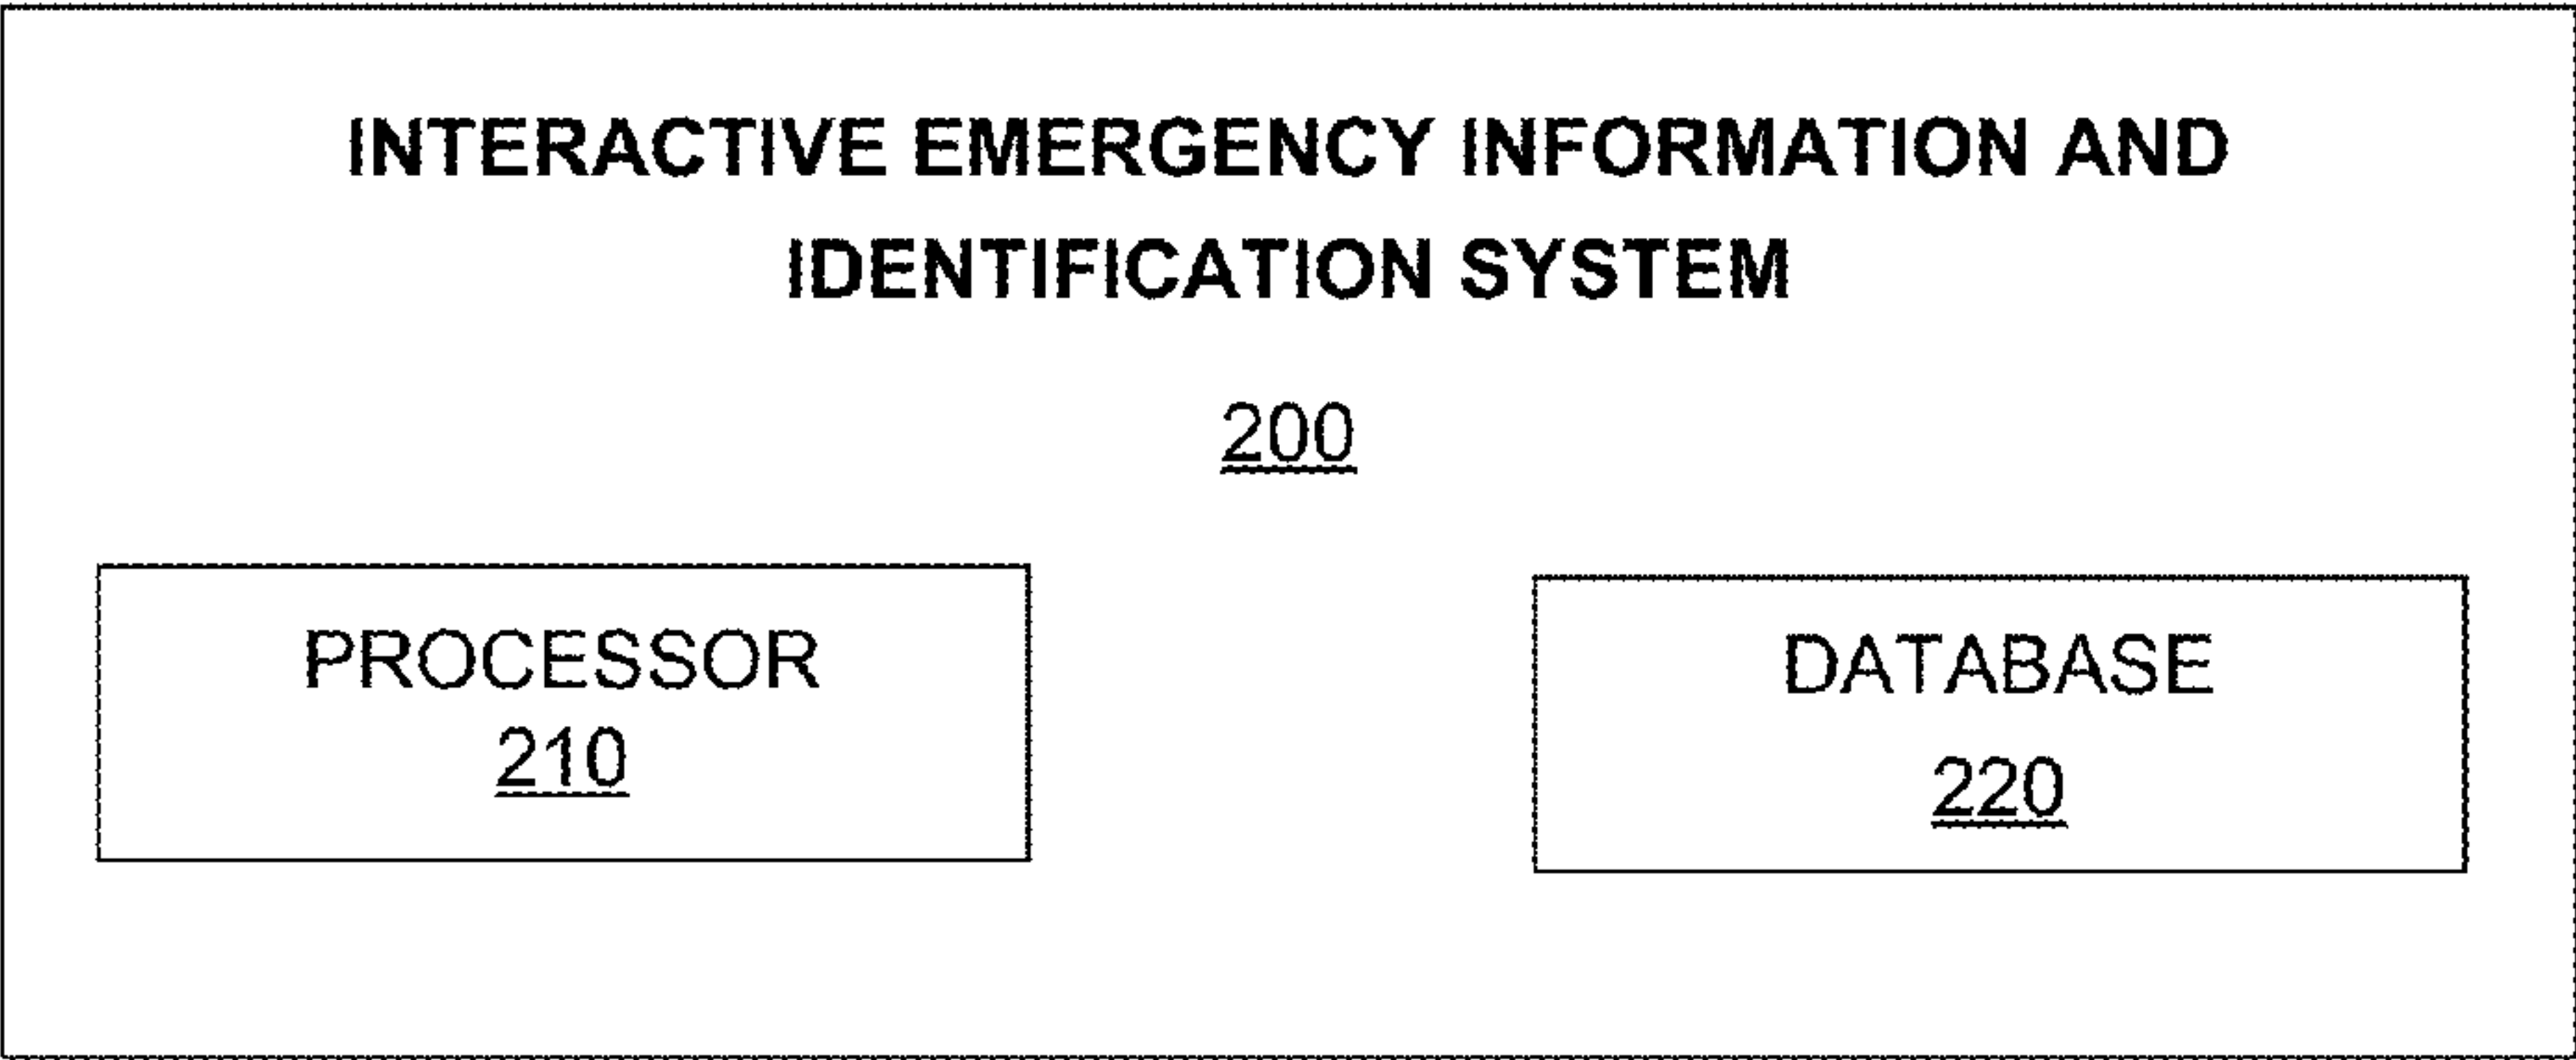 INTERACTIVE EMERGENCY INFORMATION AND
IDENTIFICATION SYSTEM
200
PROCESSOR
210
DATABASE
220